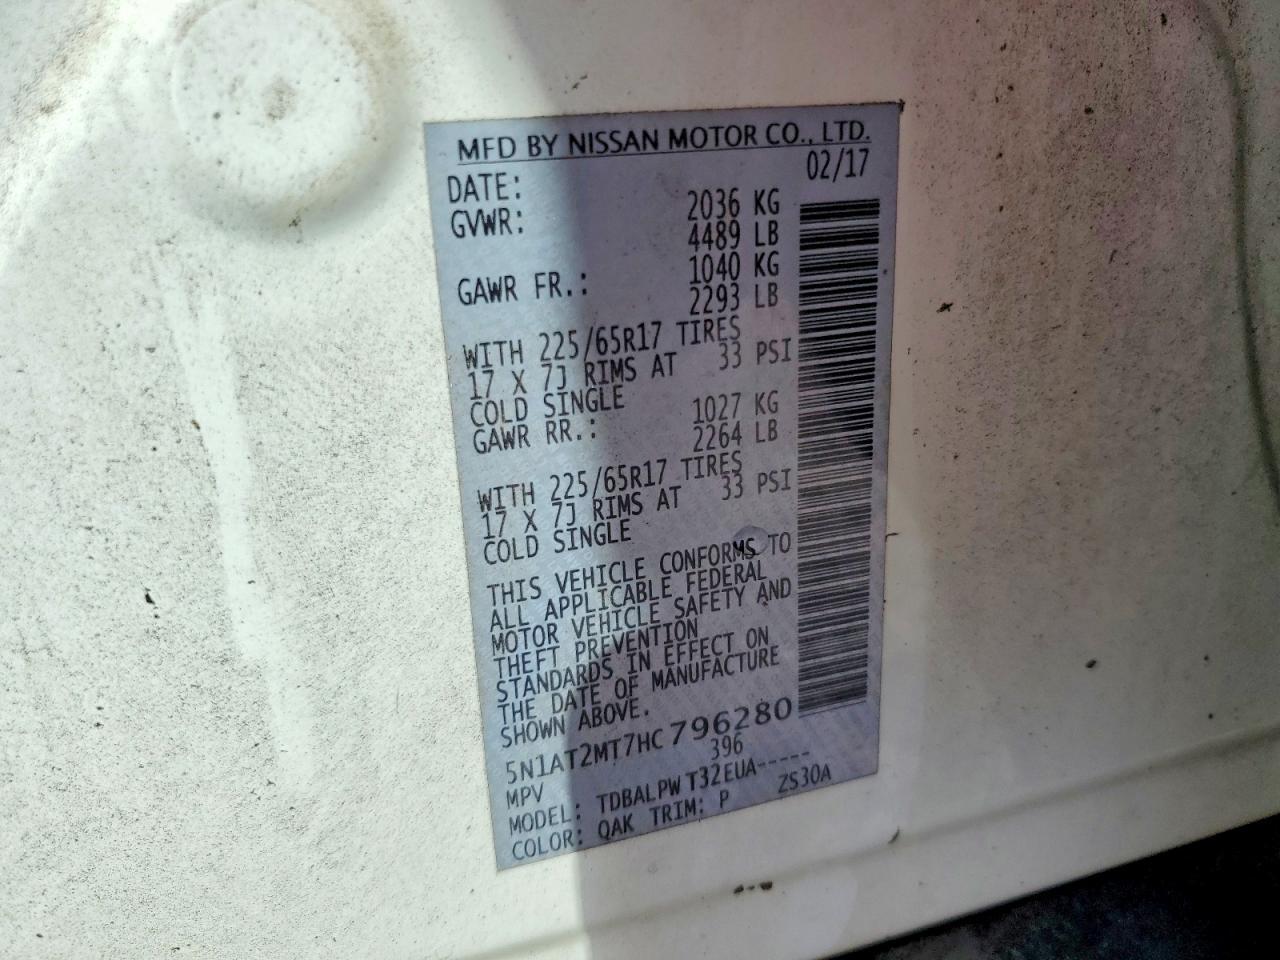 MFD BY NISSAN MOTOR CO., LTD.
DATE: 02/17
GVWR: 2036 KG
4489 LB
GAWR FR.: 1040 KG
2293 LB
WITH 225/65R17 TIRES
17 X 7J RIMS AT 33 PSI
COLD SINGLE
GAWR RR.: 1027 KG
2264 LB
WITH 225/65R17 TIRES
17 X 7J RIMS AT 33 PSI
COLD SINGLE
THIS VEHICLE CONFORMS TO
ALL APPLICABLE FEDERAL
MOTOR VEHICLE SAFETY AND
THEFT PREVENTION
STANDARDS IN EFFECT ON
THE DATE OF MANUFACTURE
SHOWN ABOVE.
5N1AT2MT7HC796280
MPV 396
MODEL: TDBALPW T32EUA-----
COLOR: QAK TRIM: P ZS30A